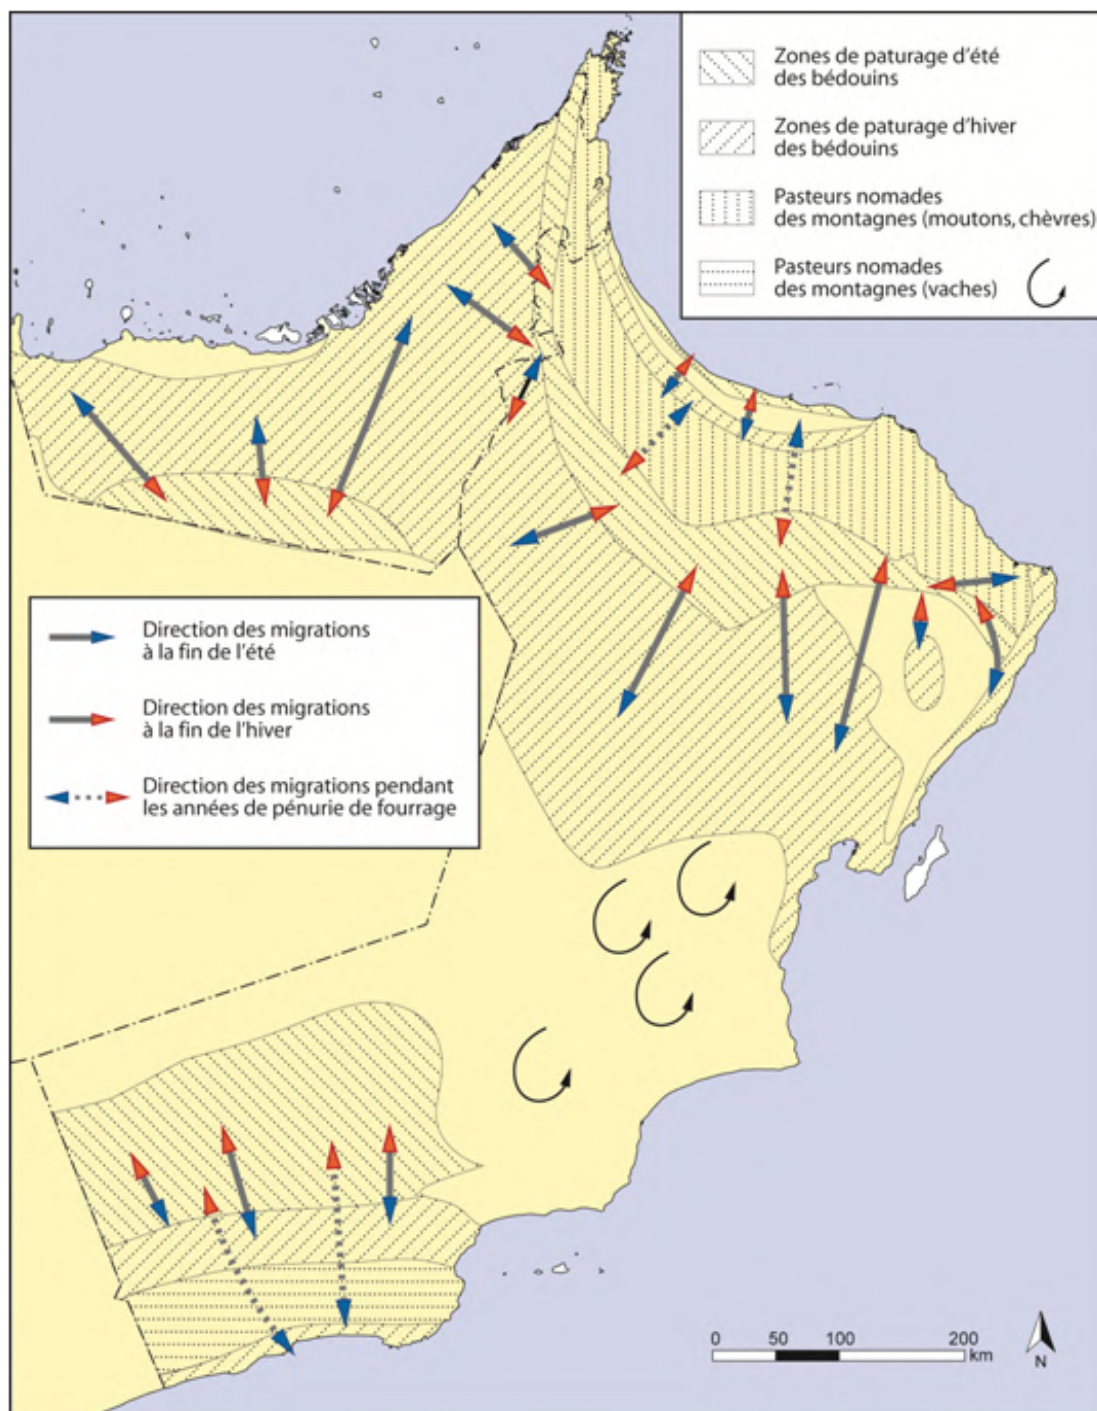 Zones de paturage d'été
des bédouins
Zones de paturage d'hiver
des bédouins
Pasteurs nomades
des montagnes (moutons, chèvres)
Pasteurs nomades
des montagnes (vaches)
Direction des migrations
à la fin de l'été
Direction des migrations
à la fin de l'hiver
Direction des migrations pendant
les années de pénurie de fourrage
0 50 100 200
km
N